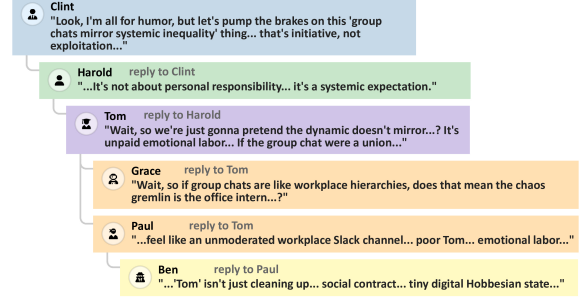 Clint
"Look, I'm all for humor, but let's pump the brakes on this 'group
chats mirror systemic inequality' thing... that's initiative, not
exploitation..."
Harold reply to Clint
"...It's not about personal responsibility... it's a systemic expectation."
Tom reply to Harold
"Wait, so we're just gonna pretend the dynamic doesn't mirror...? It's
unpaid emotional labor... If the group chat were a union..."
Grace reply to Tom
"Wait, so if group chats are like workplace hierarchies, does that mean the chaos
gremlin is the office intern...?"
Paul reply to Tom
"...feel like an unmoderated workplace Slack channel... poor Tom... emotional labor..."
Ben reply to Paul
"...'Tom' isn't just cleaning up... social contract... tiny digital Hobbesian state..."